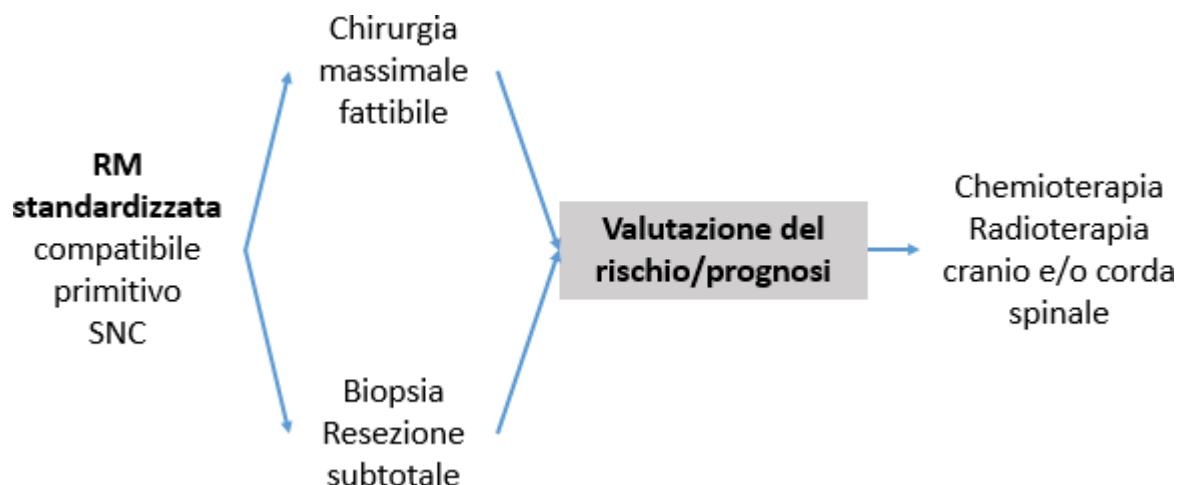 RM
standardizzata
compatibile
primitivo
SNC
Chirurgia
massimale
fattibile
Biopsia
Resezione
subtotale
Valutazione del
rischio/prognosi
Chemioterapia
Radioterapia
cranio e/o corda
spinale